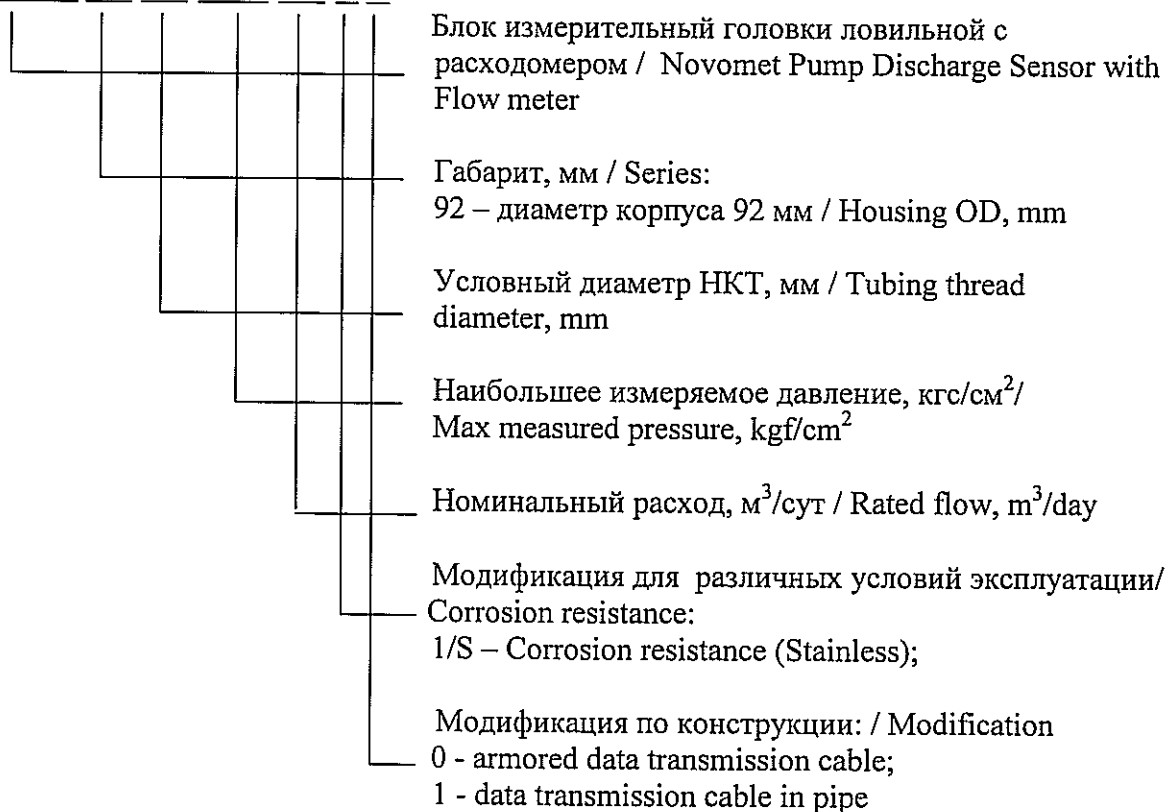 Блок измерительный головки ловильной с
расходомером / Novomet Pump Discharge Sensor with
Flow meter
Габарит, мм / Series:
92 – диаметр корпуса 92 мм / Housing OD, mm
Условный диаметр НКТ, мм / Tubing thread
diameter, mm
Наибольшее измеряемое давление, кгс/см²/
Max measured pressure, kgf/cm²
Номинальный расход, м³/сут / Rated flow, m³/day
Модификация для различных условий эксплуатации/
Corrosion resistance:
1/S – Corrosion resistance (Stainless);
Модификация по конструкции: / Modification
0 - armored data transmission cable;
1 - data transmission cable in pipe